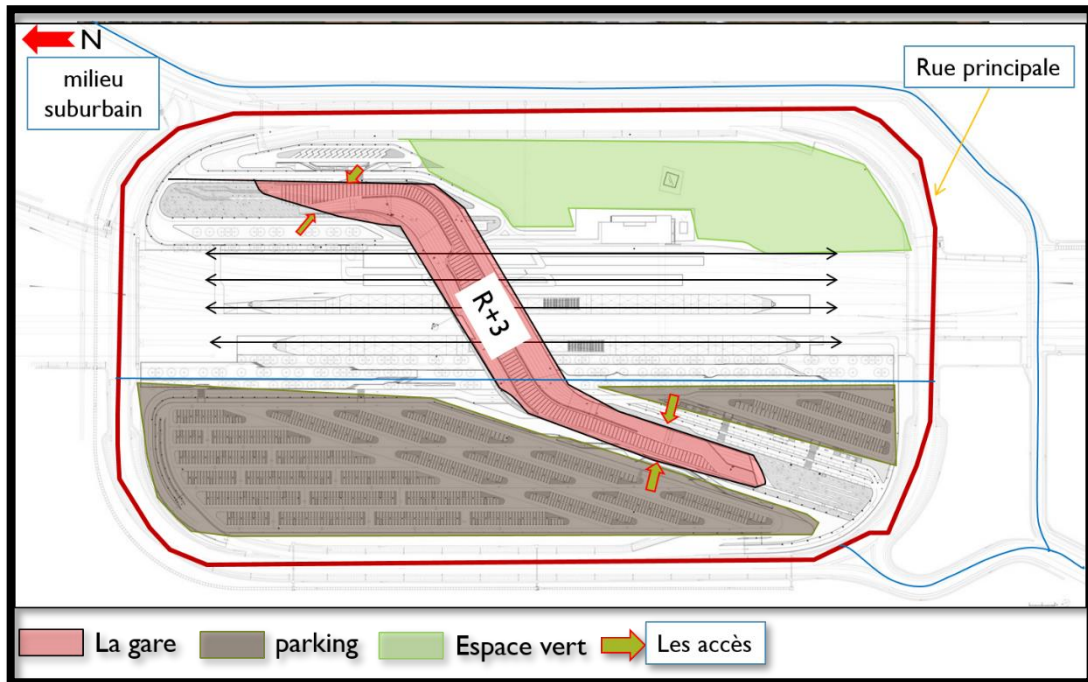 N
milieu
suburbain
Rue principale
R+3
La gare
parking
Espace vert
Les accès